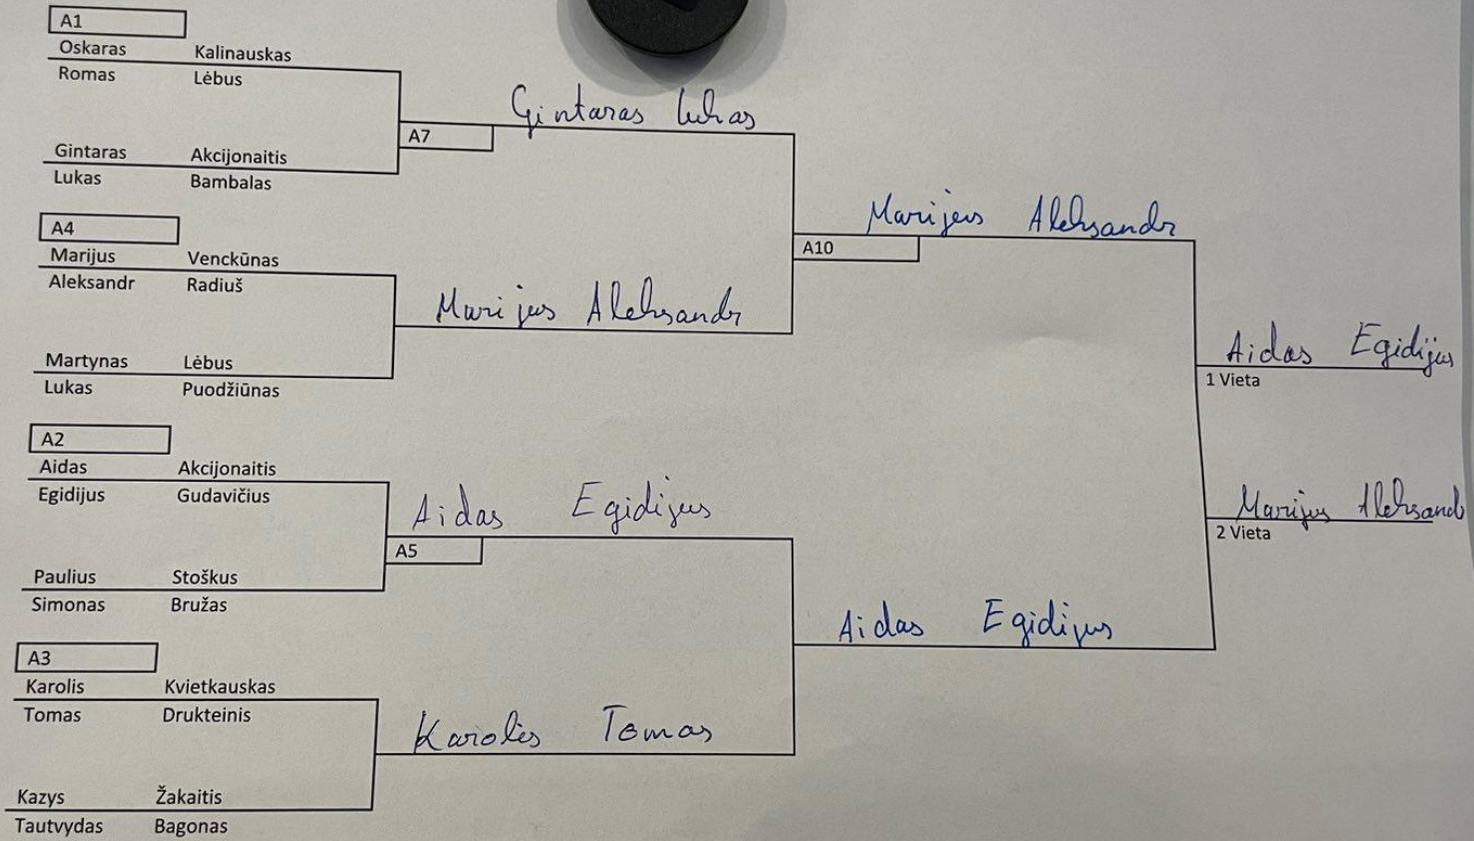 A1
Oskaras Kalinauskas
Romas Lėbus
Gintaras Lukas
A7
Gintaras Akcijonaitis
Lukas Bambalas
A4
Marijus Venckūnas
Aleksandr Radiuš
Marijus Aleksandr
A10
Marijus Aleksandr
Martynas Lėbus
Lukas Puodžiūnas
Aidas Egidijus
1 Vieta
A2
Aidas Akcijonaitis
Egidijus Gudavičius
Aidas Egidijus
A5
Marijus Aleksand
2 Vieta
Paulius Stoškus
Simonas Bružas
Aidas Egidijus
A3
Karolis Kvietkauskas
Tomas Drukteinis
Karolis Tomas
Kazys Žakaitis
Tautvydas Bagonas